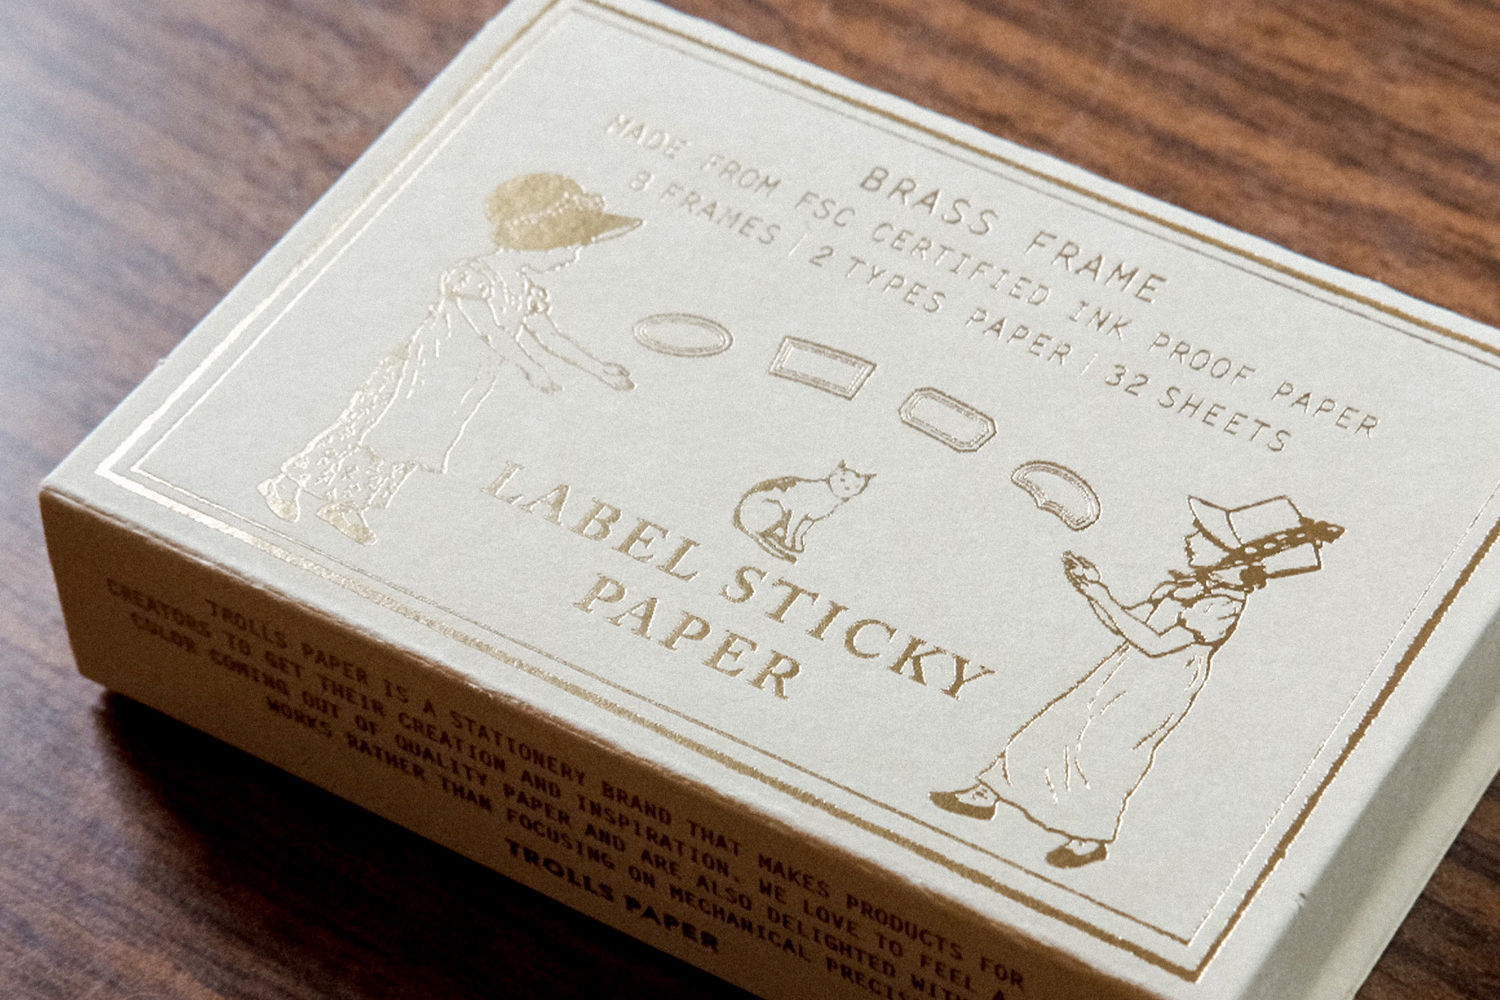 BRASS FRAME
MADE FROM FSC CERTIFIED INK PROOF PAPER
8 FRAMES | 2 TYPES PAPER | 32 SHEETS
LABEL STICKY
PAPER
TROLLS PAPER IS A STATIONERY BRAND THAT MAKES PRODUCTS FOR
CREATORS TO GET THEIR CREATION AND INSPIRATION. WE LOVE TO FEEL A
COLOR COMING OUT OF QUALITY PAPER AND ARE ALSO DELIGHTED WITH
WORKS, RATHER THAN FOCUSING ON MECHANICAL
TROLLS PAPER